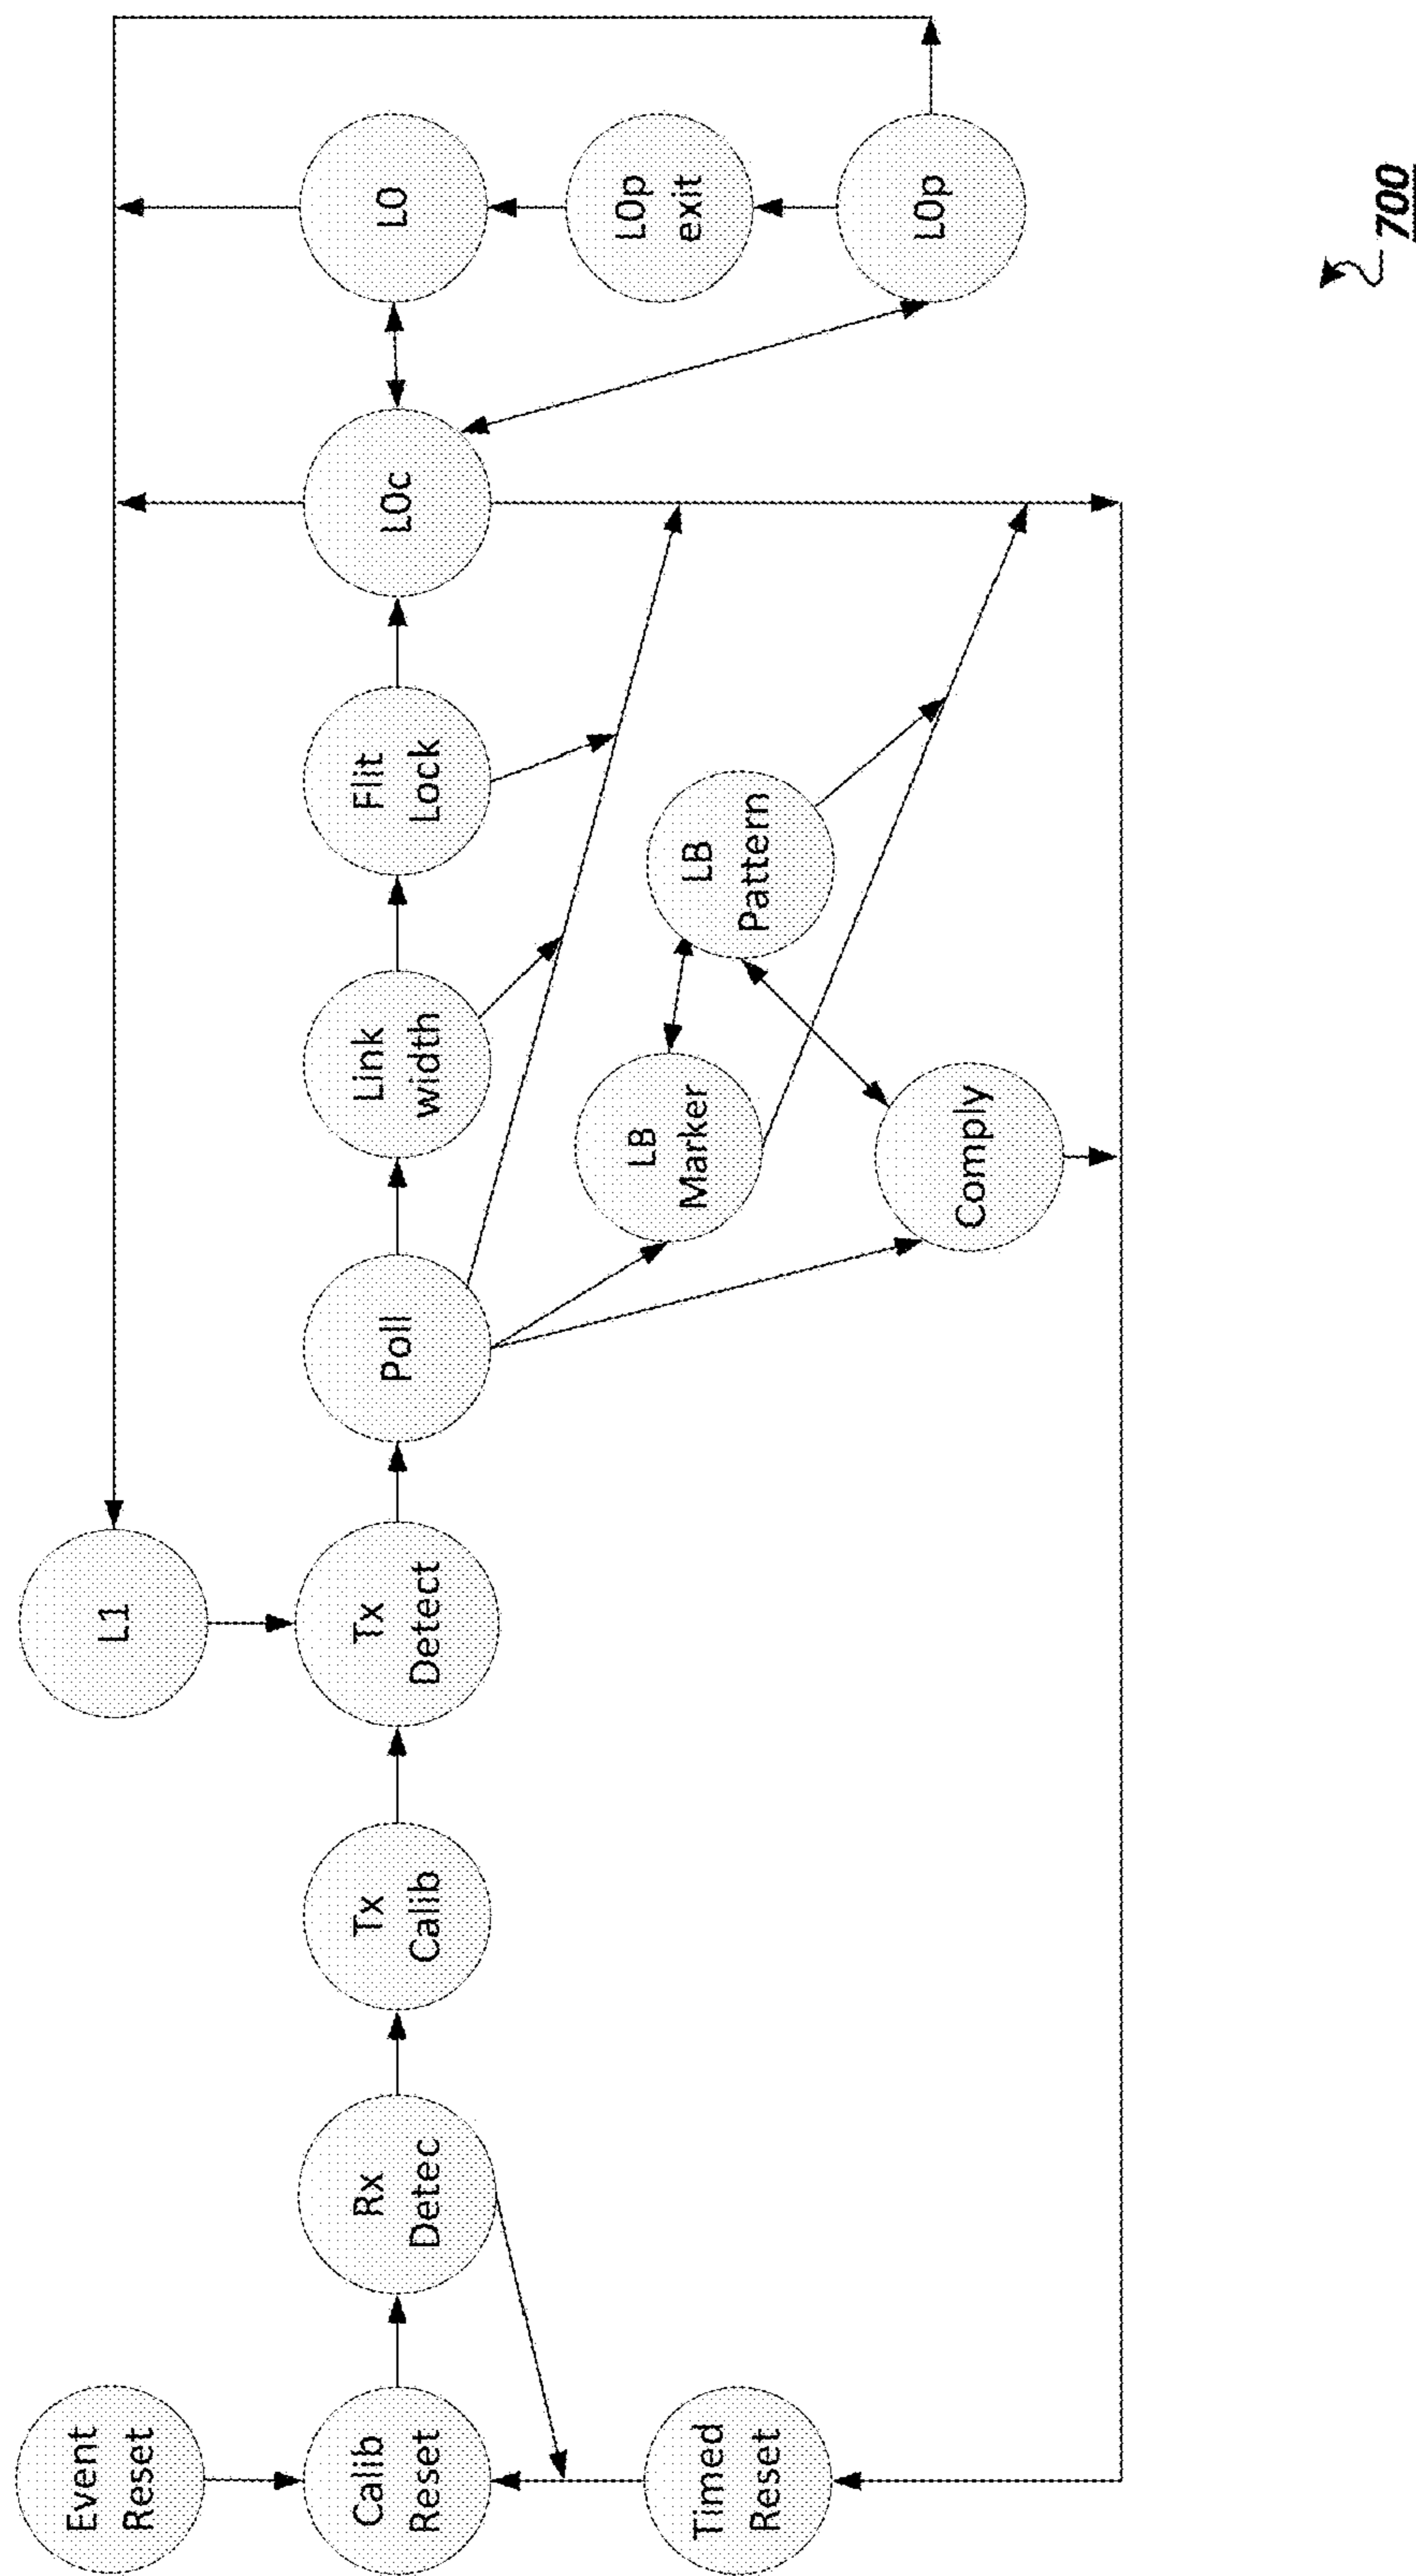 Event
Reset
Calib
Reset
Timed
Reset
Rx
Detec
Tx
Calib
L1
Tx
Detect
Poll
Link
width
LB
Marker
Comply
Flit
Lock
LB
Pattern
L0c
L0
L0p
exit
L0p
700